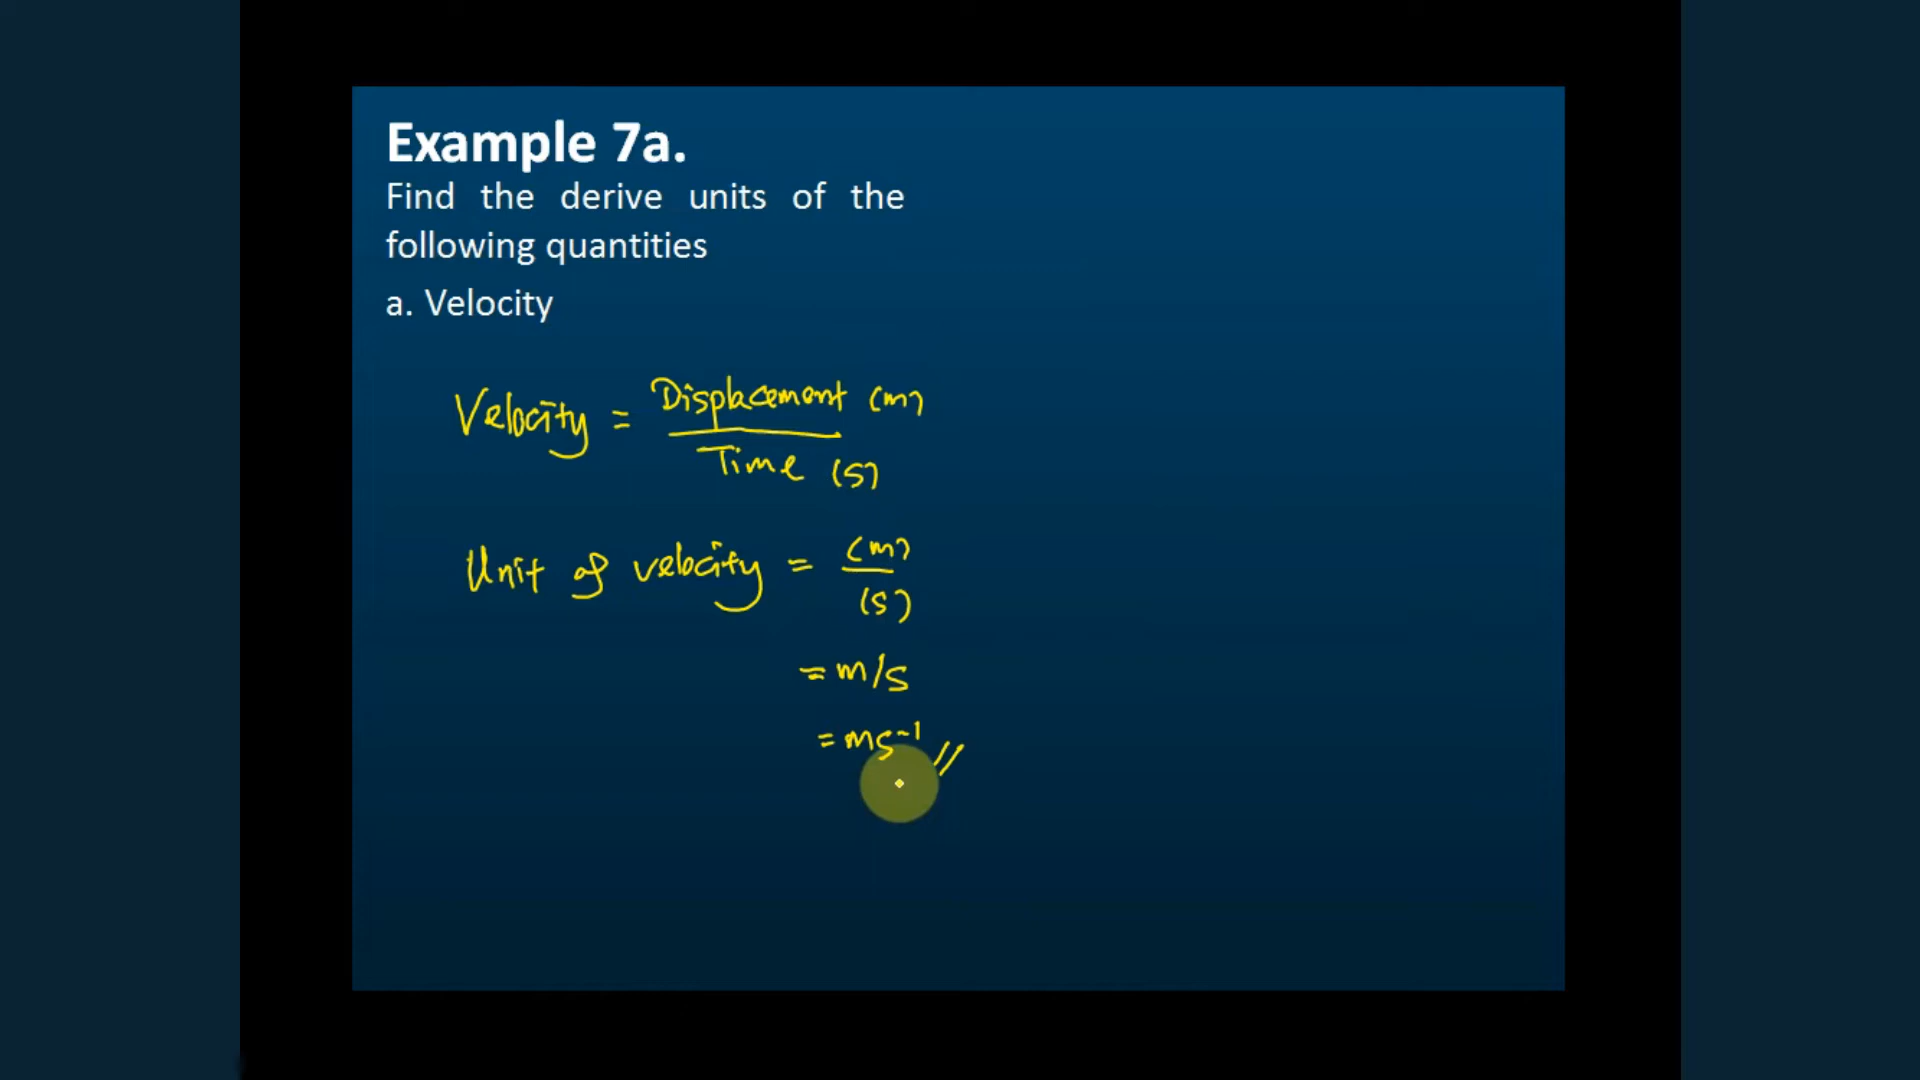 Example 7a.
Find the derive units of the
following quantities
a. Velocity
Velocity = Displacement (m)
Time (s)
Unit of velocity = (m)
(s)
= m/s
= ms⁻¹ //